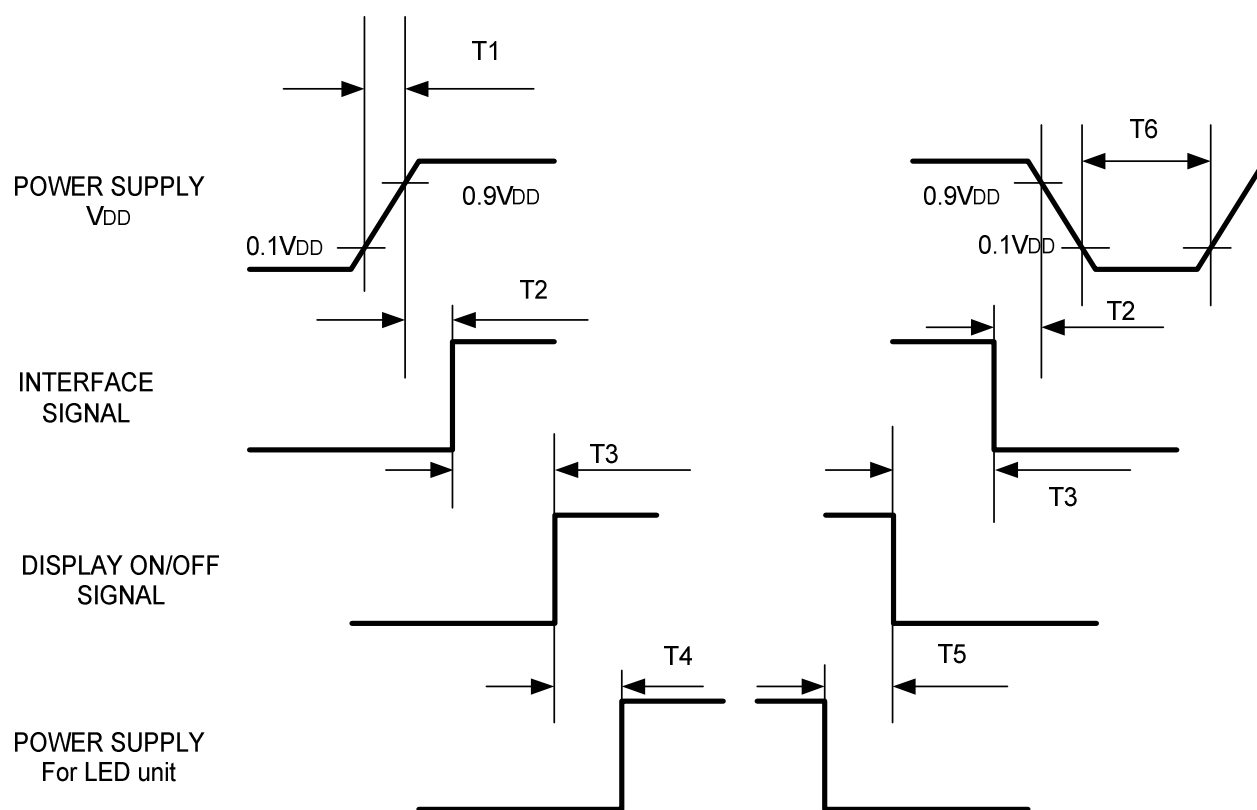 T1
T6
POWER SUPPLY
VDD
0.9VDD
0.9VDD
0.1VDD
0.1VDD
T2
T2
INTERFACE
SIGNAL
T3
T3
DISPLAY ON/OFF
SIGNAL
T4
T5
POWER SUPPLY
For LED unit